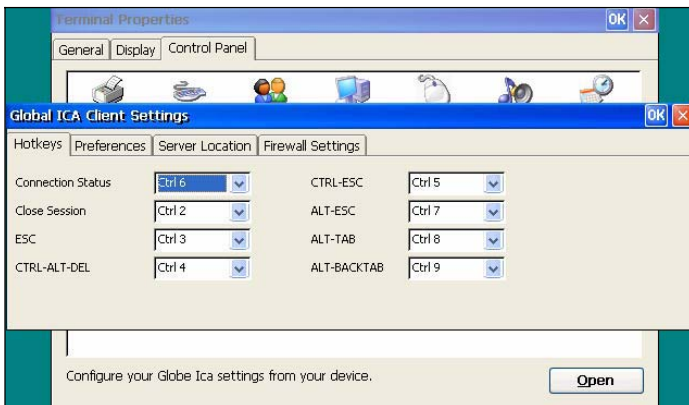 Terminal Properties
OK
General Display Control Panel
Global ICA Client Settings
OK
Hotkeys Preferences Server Location Firewall Settings
Connection Status Ctrl 6 CTRL-ESC Ctrl 5
Close Session Ctrl 2 ALT-ESC Ctrl 7
ESC Ctrl 3 ALT-TAB Ctrl 8
CTRL-ALT-DEL Ctrl 4 ALT-BACKTAB Ctrl 9
Configure your Globe Ica settings from your device.
Open